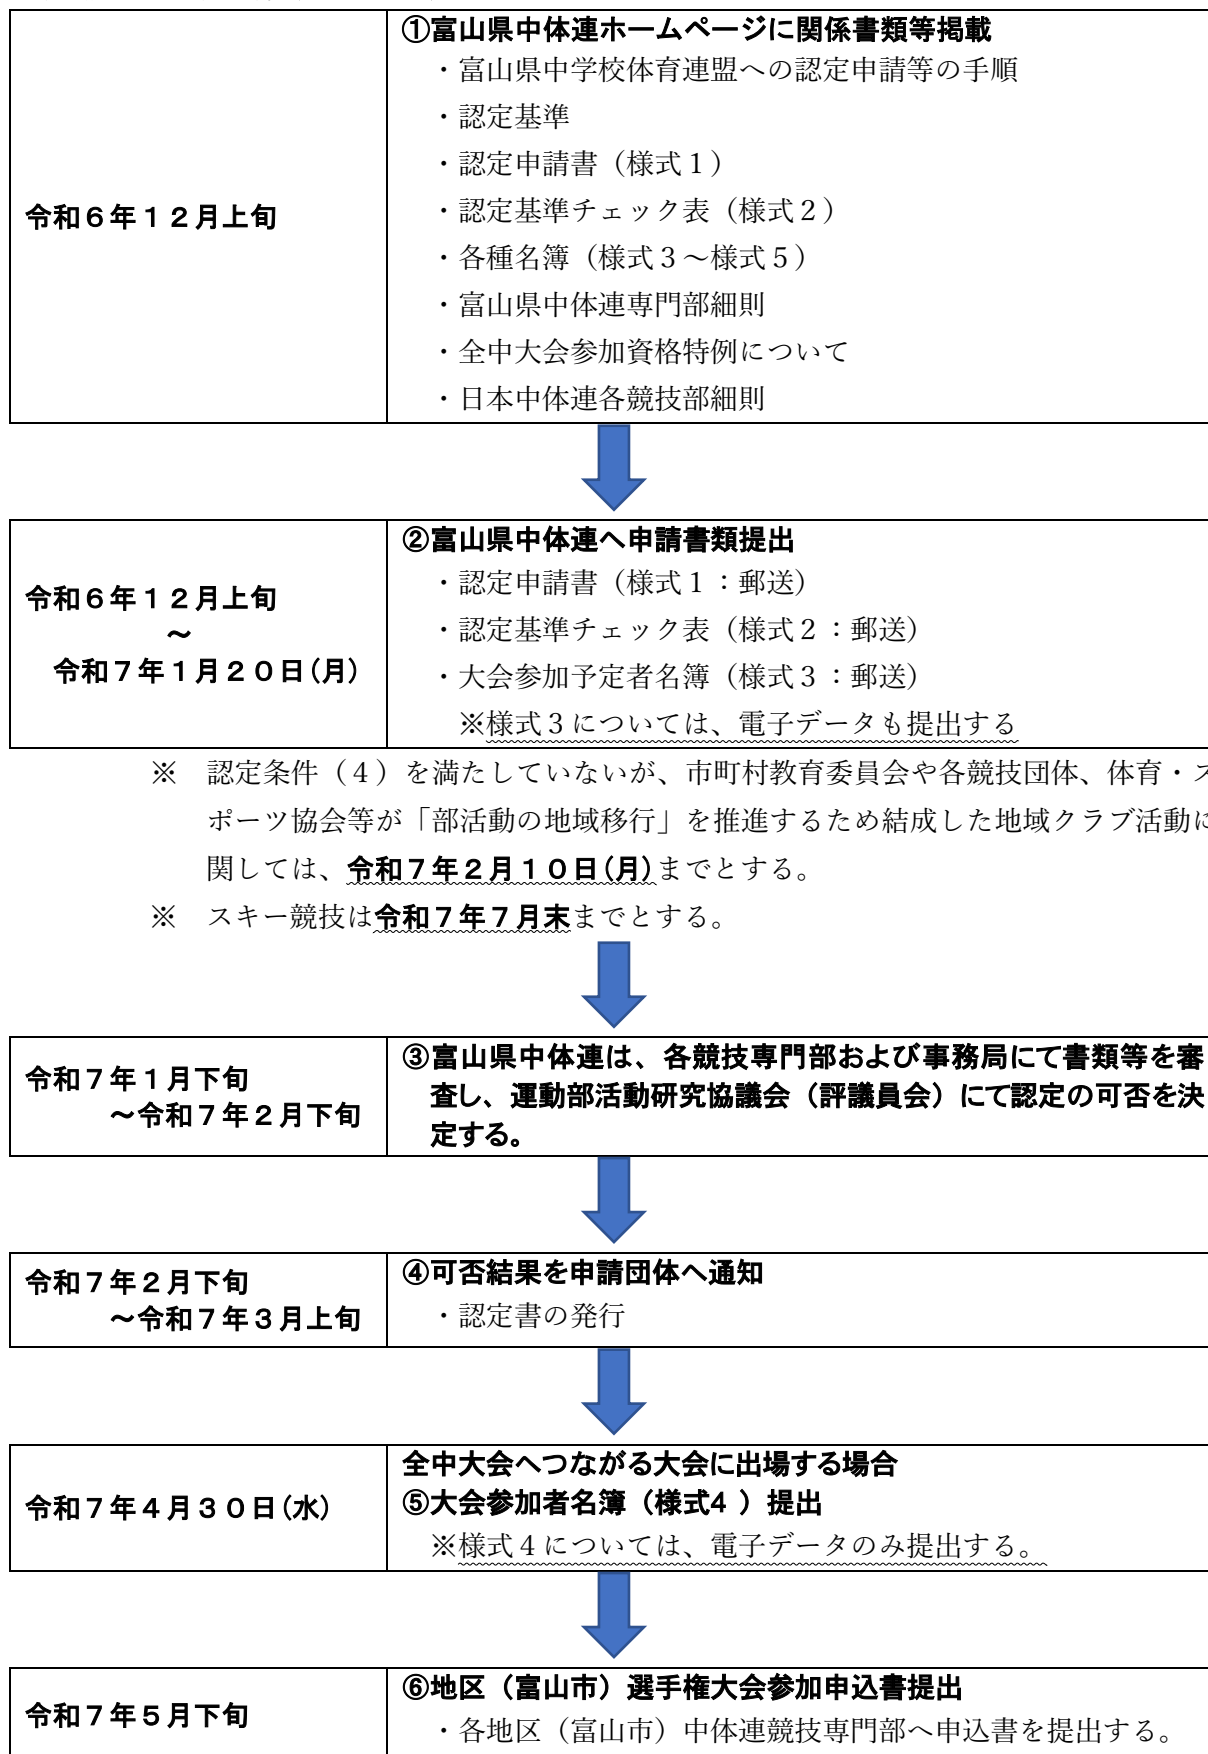 ①富山県中体連ホームページに関係書類等掲載
・富山県中学校体育連盟への認定申請等の手順
・認定基準
・認定申請書（様式１）
令和６年１２月上旬
・認定基準チェック表（様式２）
・各種名簿（様式３～様式５）
・富山県中体連専門部細則
・全中大会参加資格特例について
・日本中体連各競技部細則
②富山県中体連へ申請書類提出
令和６年１２月上旬
～
令和７年１月２０日(月)
・認定申請書（様式１：郵送）
・認定基準チェック表（様式２：郵送）
・大会参加予定者名簿（様式３：郵送）
※様式３については、電子データも提出する
※　認定条件（４）を満たしていないが、市町村教育委員会や各競技団体、体育・ス
ポーツ協会等が「部活動の地域移行」を推進するため結成した地域クラブ活動に
関しては、令和７年２月１０日(月)までとする。
※　スキー競技は令和７年７月末までとする。
令和７年１月下旬
～令和７年２月下旬
③富山県中体連は、各競技専門部および事務局にて書類等を審
査し、運動部活動研究協議会（評議員会）にて認定の可否を決
定する。
令和７年２月下旬
～令和７年３月上旬
④可否結果を申請団体へ通知
・認定書の発行
令和７年４月３０日(水)
全中大会へつながる大会に出場する場合
⑤大会参加者名簿（様式4 ）提出
※様式４については、電子データのみ提出する。
令和７年５月下旬
⑥地区（富山市）選手権大会参加申込書提出
・各地区（富山市）中体連競技専門部へ申込書を提出する。